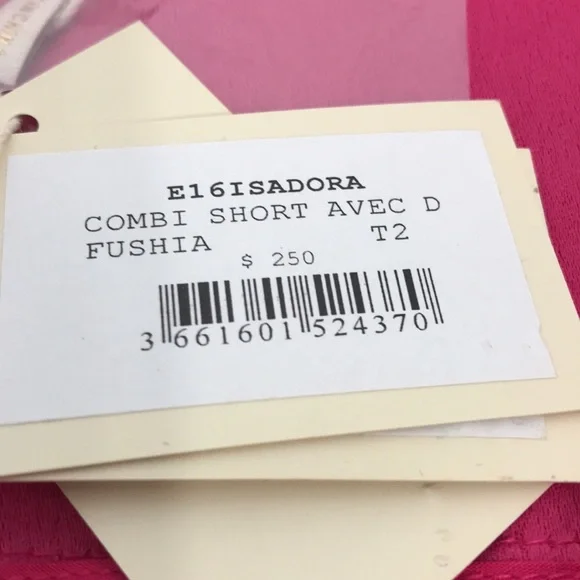 E16ISADORA
COMBI SHORT AVEC D
FUSHIA T2
$ 250
3 661601 524370